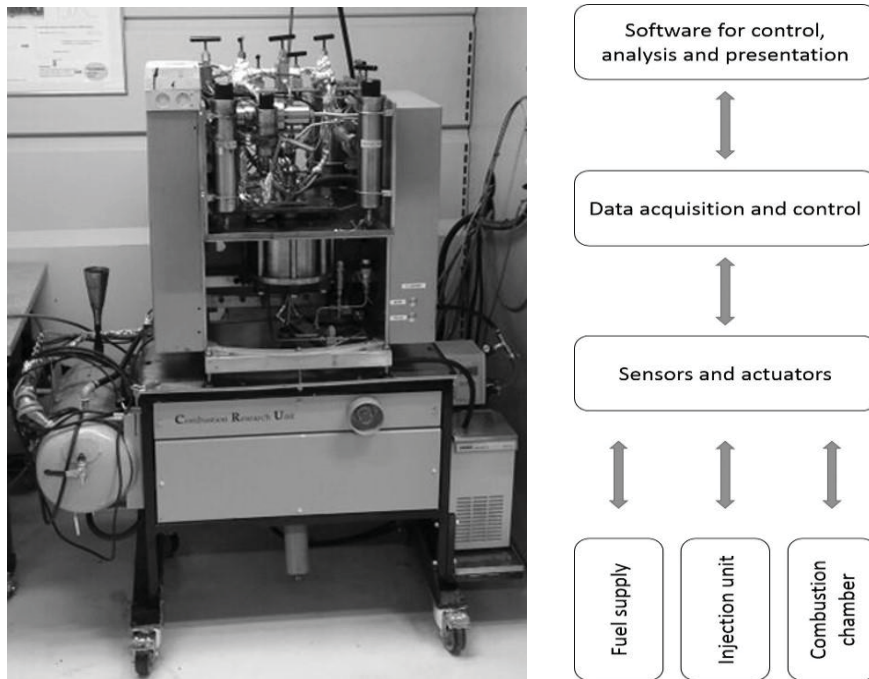 Combustion Research Unit
Software for control,
analysis and presentation
Data acquisition and control
Sensors and actuators
Fuel supply
Injection unit
Combustion
chamber